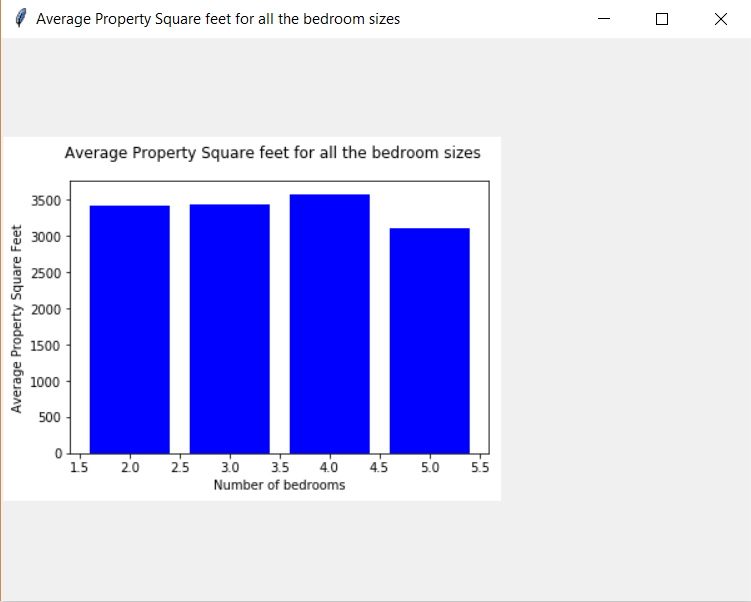 Average Property Square feet for all the bedroom sizes
Average Property Square feet for all the bedroom sizes
Average Property Square Feet
3500
3000
2500
2000
1500
1000
500
0
1.5 2.0 2.5 3.0 3.5 4.0 4.5 5.0 5.5
Number of bedrooms